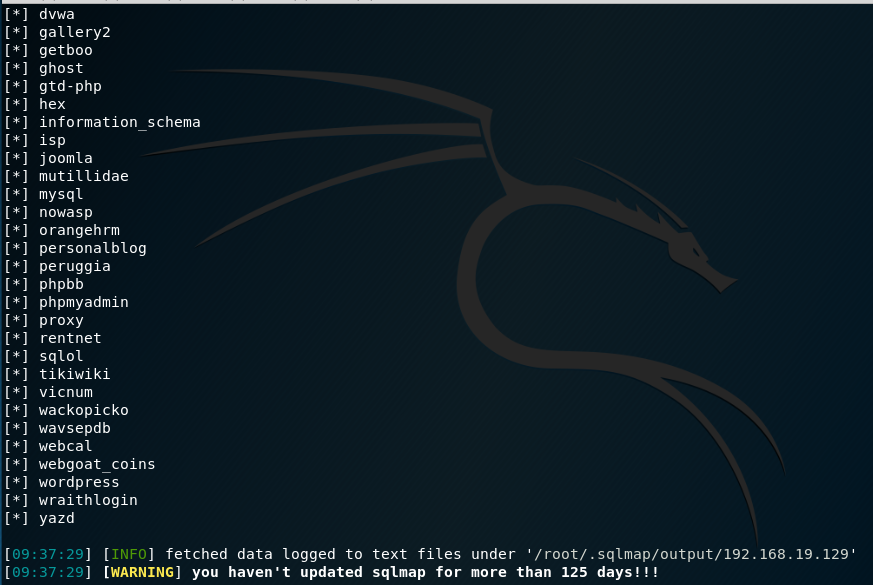 [*] dvwa
[*] gallery2
[*] getboo
[*] ghost
[*] gtd-php
[*] hex
[*] information_schema
[*] isp
[*] joomla
[*] mutillidae
[*] mysql
[*] nowasp
[*] orangehrm
[*] personalblog
[*] peruggia
[*] phpbb
[*] phpmyadmin
[*] proxy
[*] rentnet
[*] sqlol
[*] tikiwiki
[*] vicnum
[*] wackopicko
[*] wavsepdb
[*] webcal
[*] webgoat_coins
[*] wordpress
[*] wraithlogin
[*] yazd
[09:37:29] [INFO] fetched data logged to text files under '/root/.sqlmap/output/192.168.19.129'
[09:37:29] [WARNING] you haven't updated sqlmap for more than 125 days!!!